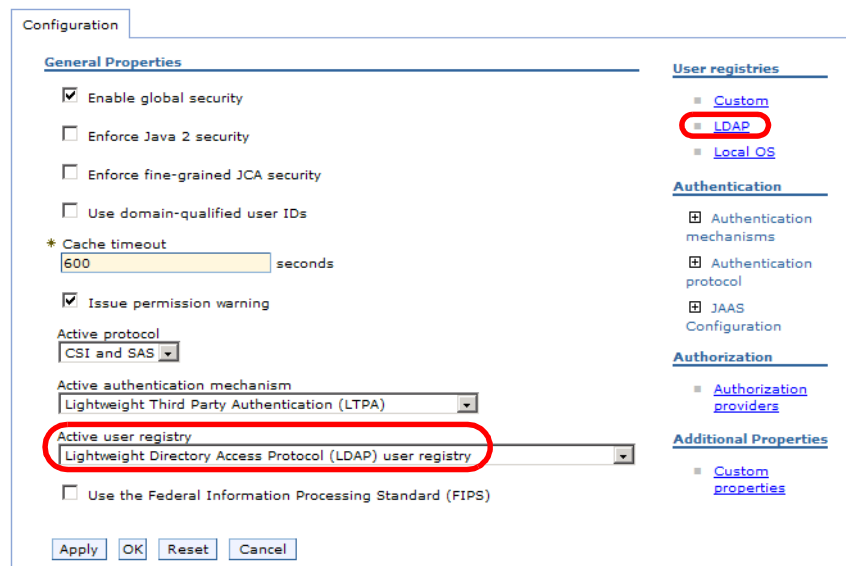 Configuration
General Properties
Enable global security
Enforce Java 2 security
Enforce fine-grained JCA security
Use domain-qualified user IDs
* Cache timeout
600 seconds
Issue permission warning
Active protocol
CSI and SAS
Active authentication mechanism
Lightweight Third Party Authentication (LTPA)
Active user registry
Lightweight Directory Access Protocol (LDAP) user registry
Use the Federal Information Processing Standard (FIPS)
Apply OK Reset Cancel
User registries
Custom
LDAP
Local OS
Authentication
Authentication
mechanisms
Authentication
protocol
JAAS
Configuration
Authorization
Authorization
providers
Additional Properties
Custom
properties